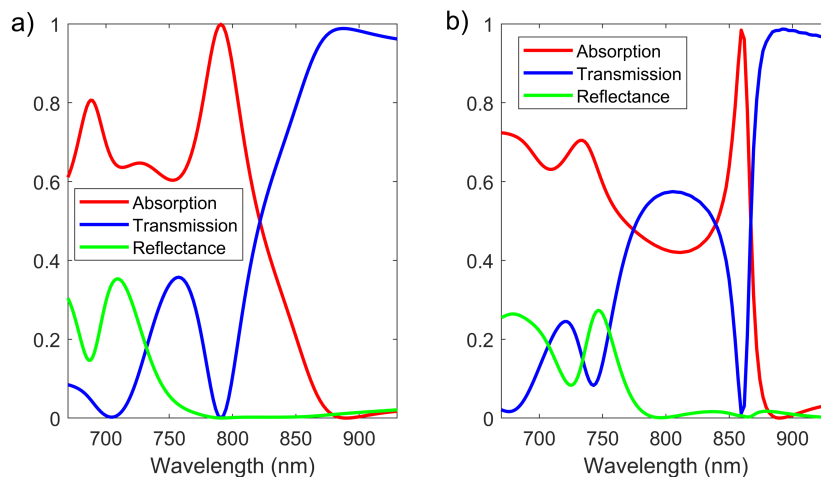 a)
1
0.8
0.6
0.4
0.2
0
Absorption
Transmission
Reflectance
700 750 800 850 900
Wavelength (nm)
b)
1
0.8
0.6
0.4
0.2
0
Absorption
Transmission
Reflectance
700 750 800 850 900
Wavelength (nm)